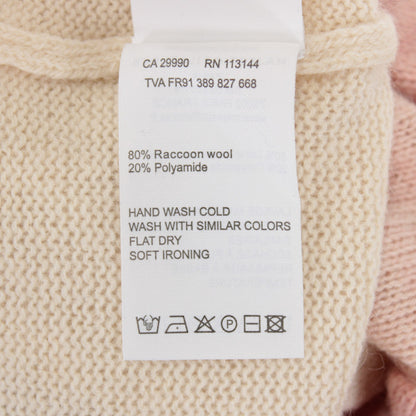 CA 29990 RN 113144
TVA FR91 389 827 668
80% Raccoon wool
20% Polyamide
HAND WASH COLD
WASH WITH SIMILAR COLORS
FLAT DRY
SOFT IRONING
P